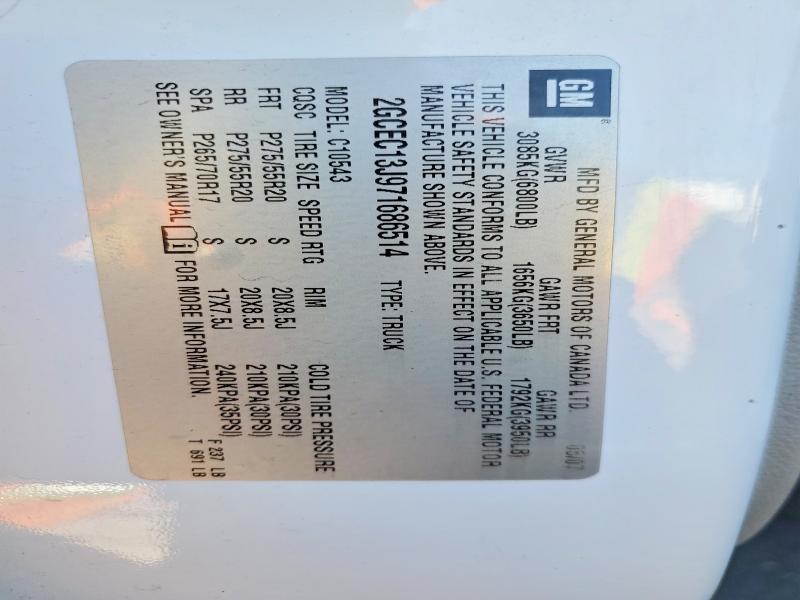 GM
®
MFD BY GENERAL MOTORS OF CANADA LTD. 05/07
GVWR GAWR FRT GAWR RR
3085KG(6800LB) 1656KG(3650LB) 1792KG(3950LB)
THIS VEHICLE CONFORMS TO ALL APPLICABLE U.S. FEDERAL MOTOR
VEHICLE SAFETY STANDARDS IN EFFECT ON THE DATE OF
MANUFACTURE SHOWN ABOVE.
2GCEC13J971686514 TYPE: TRUCK
MODEL: C10543
CQSC TIRE SIZE SPEED RTG RIM COLD TIRE PRESSURE
FRT P275/55R20 S 20X8.5J 210KPA(30PSI)
RR P275/55R20 S 20X8.5J 210KPA(30PSI)
SPA P265/70R17 S 17X7.5J 240KPA(35PSI)
SEE OWNER'S MANUAL FOR MORE INFORMATION.
F 237 LB
T 691 LB